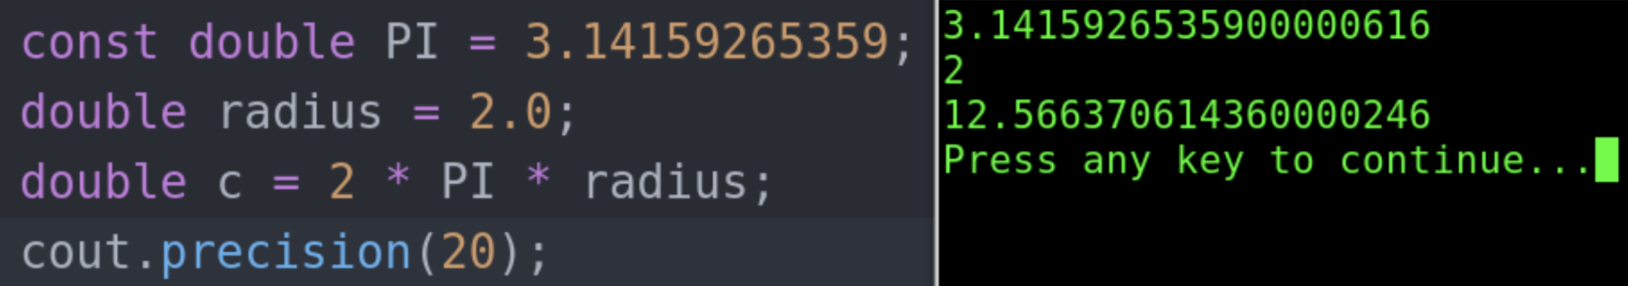 const double PI = 3.14159265359;
double radius = 2.0;
double c = 2 * PI * radius;
cout.precision(20);
3.1415926535900000616
2
12.566370614360000246
Press any key to continue...